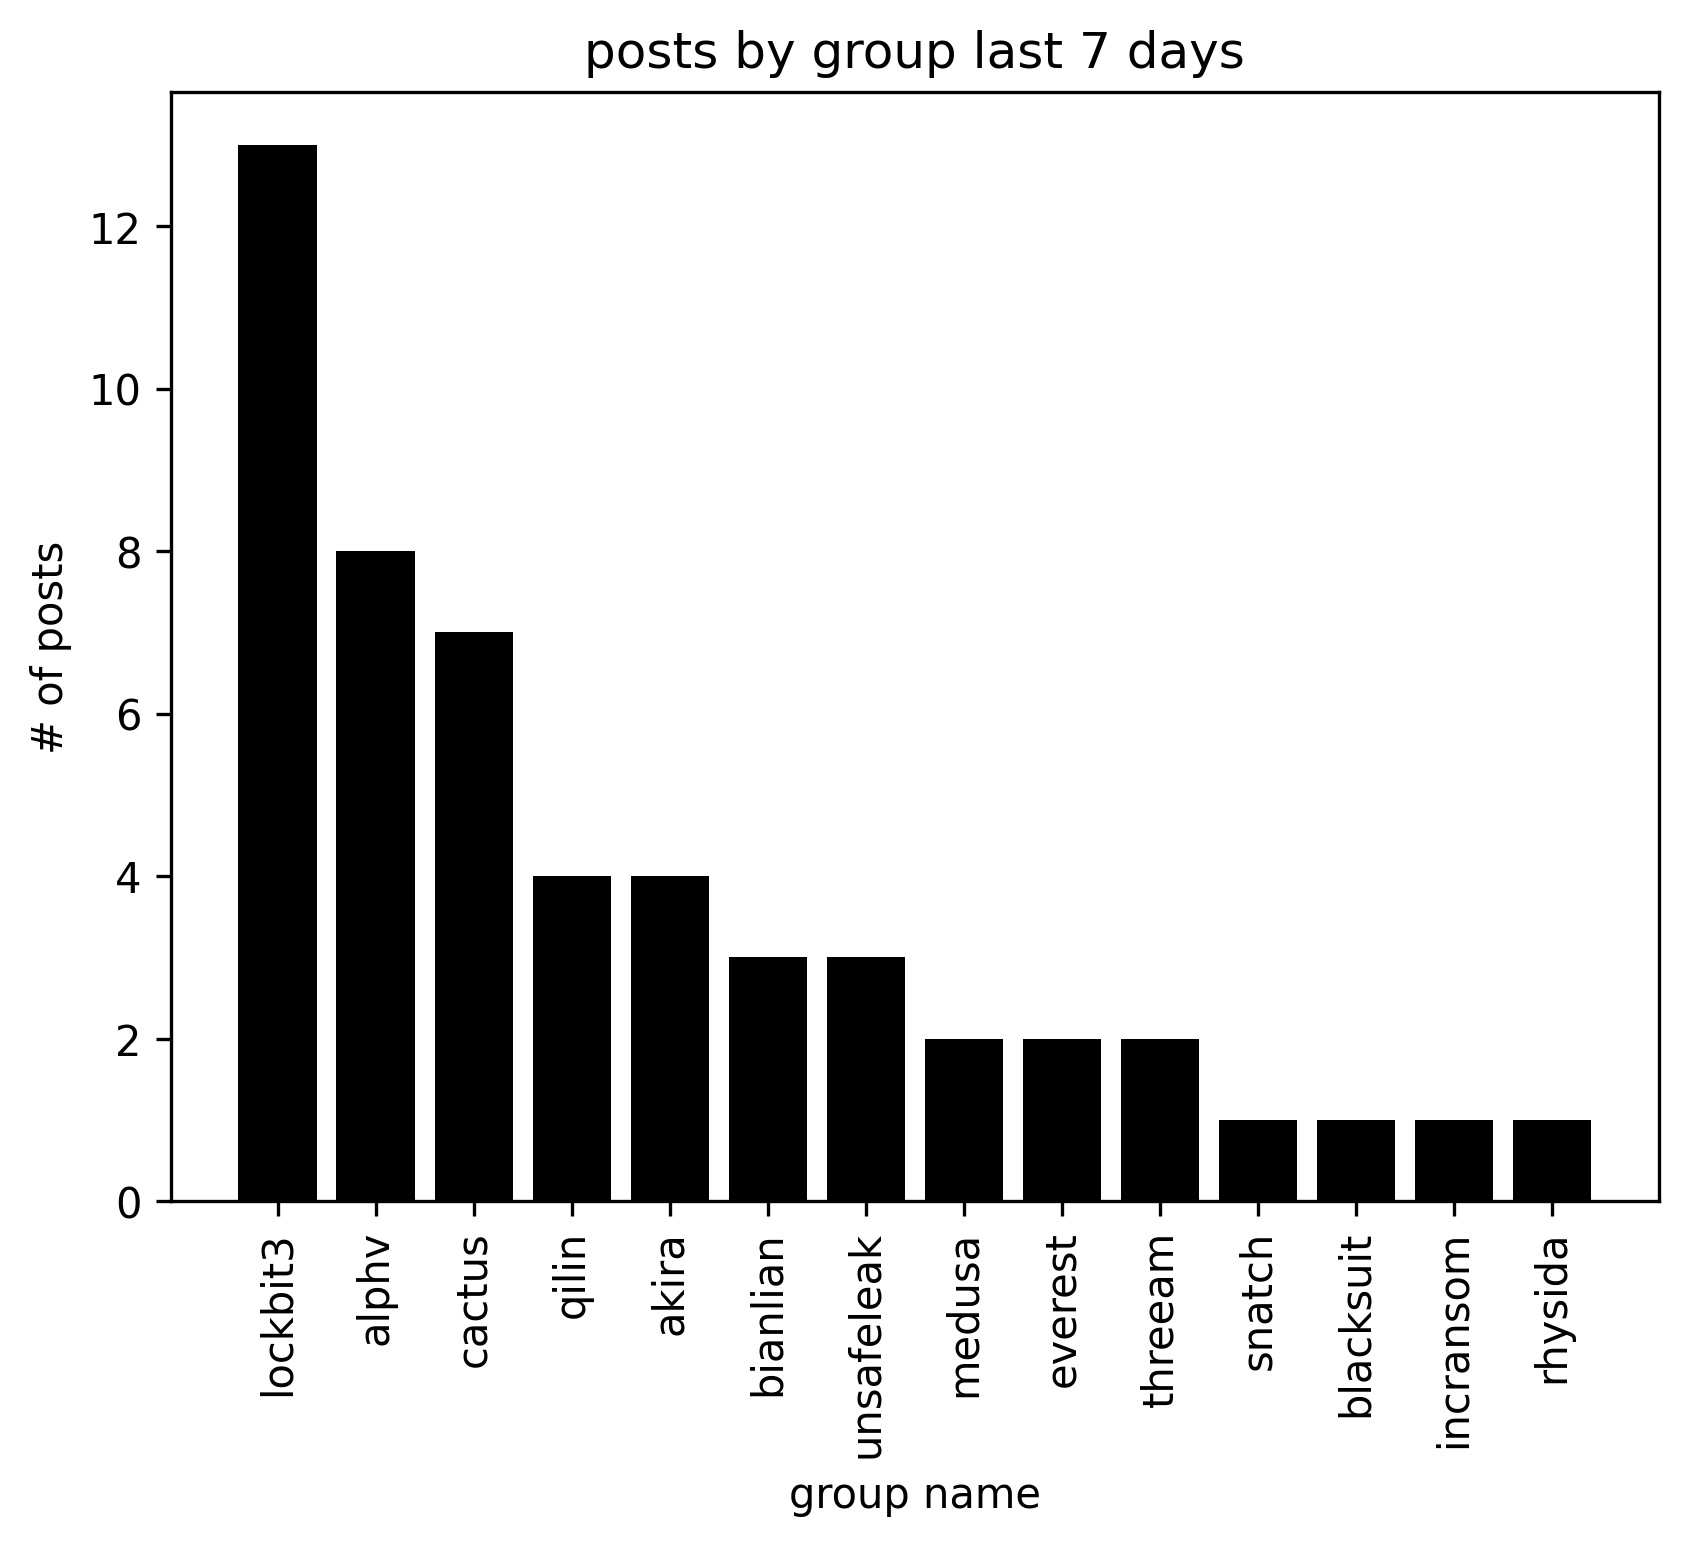 posts by group last 7 days
# of posts
12
10
8
6
4
2
0
lockbit3
alphv
cactus
qilin
akira
bianlian
unsafeleak
medusa
everest
threeam
snatch
blacksuit
incransom
rhysida
group name